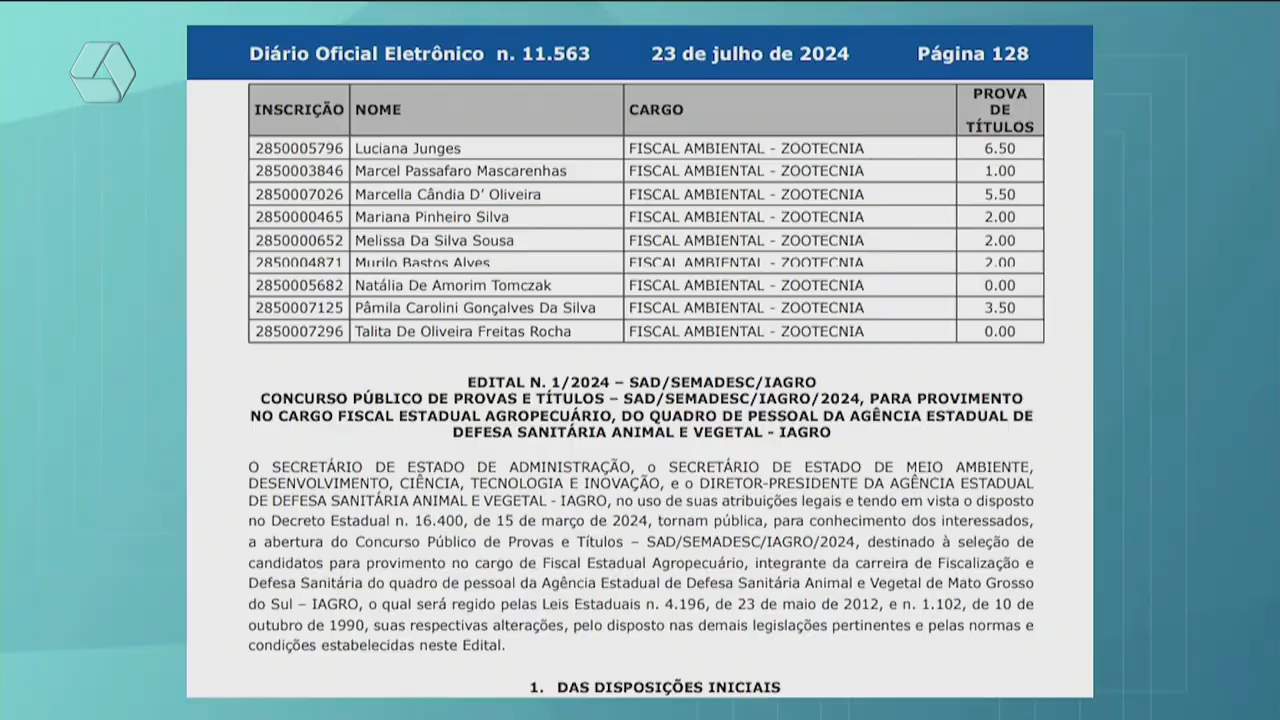 Diário Oficial Eletrônico n. 11.563 23 de julho de 2024 Página 128
INSCRIÇÃO NOME CARGO PROVA DE TÍTULOS
2850005796 Luciana Junges FISCAL AMBIENTAL - ZOOTECNIA 6.50
2850003846 Marcel Passafaro Mascarenhas FISCAL AMBIENTAL - ZOOTECNIA 1.00
2850007026 Marcella Cândia D’ Oliveira FISCAL AMBIENTAL - ZOOTECNIA 5.50
2850000465 Mariana Pinheiro Silva FISCAL AMBIENTAL - ZOOTECNIA 2.00
2850000652 Melissa Da Silva Sousa FISCAL AMBIENTAL - ZOOTECNIA 2.00
2850004871 Murilo Bastos Alves FISCAL AMBIENTAL - ZOOTECNIA 2.00
2850005682 Natália De Amorim Tomczak FISCAL AMBIENTAL - ZOOTECNIA 0.00
2850007125 Pâmila Carolini Gonçalves Da Silva FISCAL AMBIENTAL - ZOOTECNIA 3.50
2850007296 Talita De Oliveira Freitas Rocha FISCAL AMBIENTAL - ZOOTECNIA 0.00
EDITAL N. 1/2024 – SAD/SEMADESC/IAGRO
CONCURSO PÚBLICO DE PROVAS E TÍTULOS – SAD/SEMADESC/IAGRO/2024, PARA PROVIMENTO
NO CARGO FISCAL ESTADUAL AGROPECUÁRIO, DO QUADRO DE PESSOAL DA AGÊNCIA ESTADUAL DE
DEFESA SANITÁRIA ANIMAL E VEGETAL - IAGRO
O SECRETÁRIO DE ESTADO DE ADMINISTRAÇÃO, o SECRETÁRIO DE ESTADO DE MEIO AMBIENTE,
DESENVOLVIMENTO, CIÊNCIA, TECNOLOGIA E INOVAÇÃO, e o DIRETOR-PRESIDENTE DA AGÊNCIA ESTADUAL
DE DEFESA SANITÁRIA ANIMAL E VEGETAL - IAGRO, no uso de suas atribuições legais e tendo em vista o disposto
no Decreto Estadual n. 16.400, de 15 de março de 2024, tornam pública, para conhecimento dos interessados,
a abertura do Concurso Público de Provas e Títulos – SAD/SEMADESC/IAGRO/2024, destinado à seleção de
candidatos para provimento no cargo de Fiscal Estadual Agropecuário, integrante da carreira de Fiscalização e
Defesa Sanitária do quadro de pessoal da Agência Estadual de Defesa Sanitária Animal e Vegetal de Mato Grosso
do Sul – IAGRO, o qual será regido pelas Leis Estaduais n. 4.196, de 23 de maio de 2012, e n. 1.102, de 10 de
outubro de 1990, suas respectivas alterações, pelo disposto nas demais legislações pertinentes e pelas normas e
condições estabelecidas neste Edital.
1. DAS DISPOSIÇÕES INICIAIS